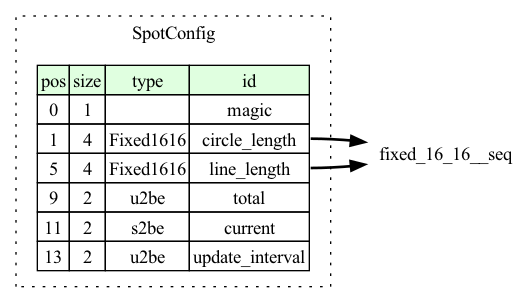 SpotConfig
pos size type id
0 1 magic
1 4 Fixed1616 circle_length
5 4 Fixed1616 line_length
fixed_16_16__seq
9 2 u2be total
11 2 s2be current
13 2 u2be update_interval